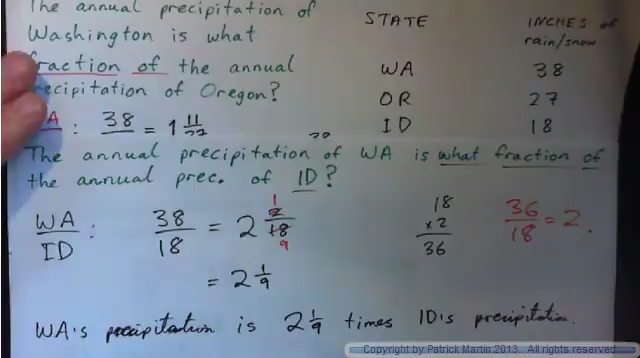 The annual precipitation of
Washington is what
fraction of the annual
recipitation of Oregon?
A: 38 = 1 11
The annual precipitation of WA is what fraction of
the annual prec. of ID?
WA/ID : 38/18 = 2 2/18
1
9
= 2 1/9
WA's precipitation is 2 1/9 times ID's precipitation.
STATE INCHES of
rain/snow
WA 38
OR 27
ID 18
18
x2
36
36/18 = 2.
Copyright by Patrick Martin 2013. All rights reserved